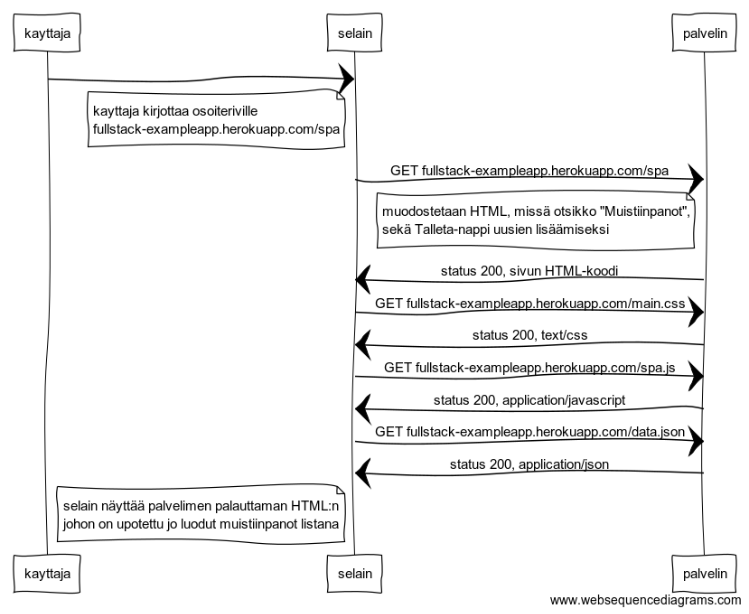 kayttaja
selain
palvelin
kayttaja kirjottaa osoiteriville
fullstack-exampleapp.herokuapp.com/spa
GET fullstack-exampleapp.herokuapp.com/spa
muodostetaan HTML, missä otsikko "Muistiinpanot",
sekä Talleta-nappi uusien lisäämiseksi
status 200, sivun HTML-koodi
GET fullstack-exampleapp.herokuapp.com/main.css
status 200, text/css
GET fullstack-exampleapp.herokuapp.com/spa.js
status 200, application/javascript
GET fullstack-exampleapp.herokuapp.com/data.json
status 200, application/json
selain näyttää palvelimen palauttaman HTML:n
johon on upotettu jo luodut muistiinpanot listana
kayttaja
selain
palvelin
www.websequencediagrams.com